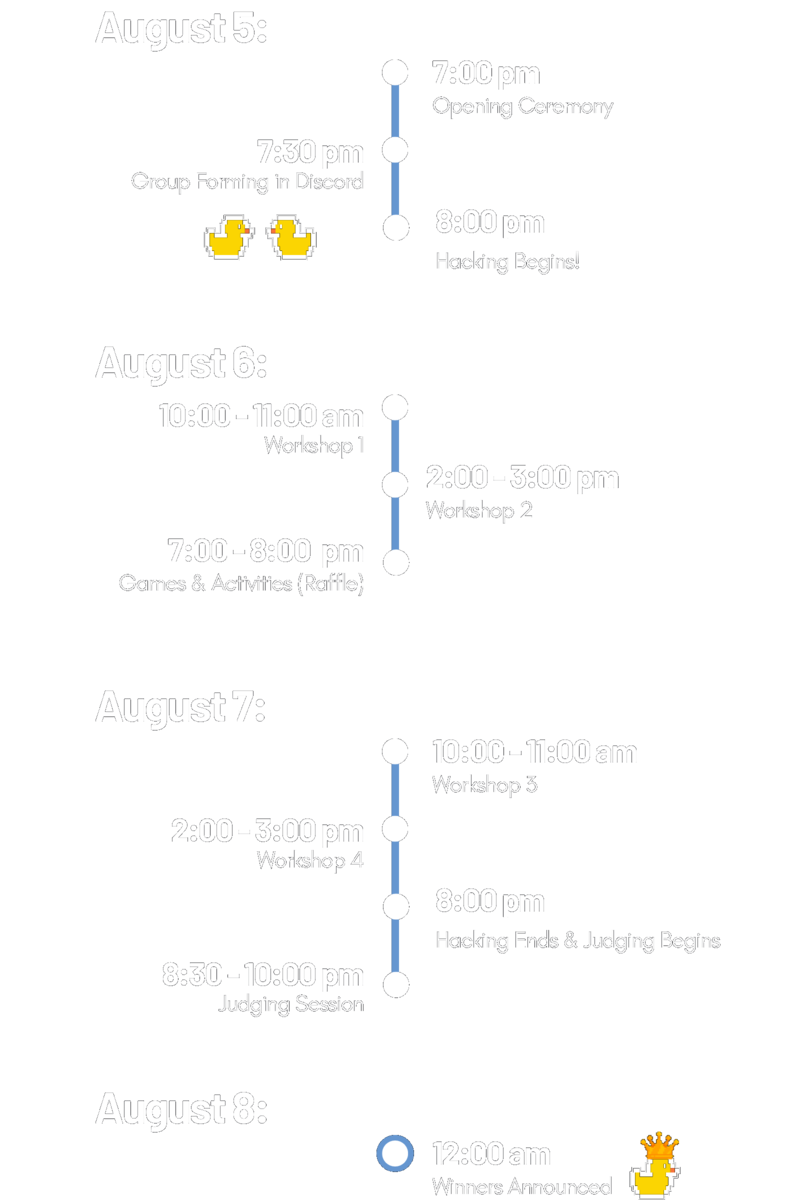 August 5:
7:00 pm
Opening Ceremony
7:30 pm
Group Forming in Discord
8:00 pm
Hacking Begins!
August 6:
10:00 - 11:00 am
Workshop 1
2:00 - 3:00 pm
Workshop 2
7:00 - 8:00 pm
Games & Activities (Raffle)
August 7:
10:00 - 11:00 am
Workshop 3
2:00 - 3:00 pm
Workshop 4
8:00 pm
Hacking Ends & Judging Begins
8:30 - 10:00 pm
Judging Session
August 8:
12:00 am
Winners Announced